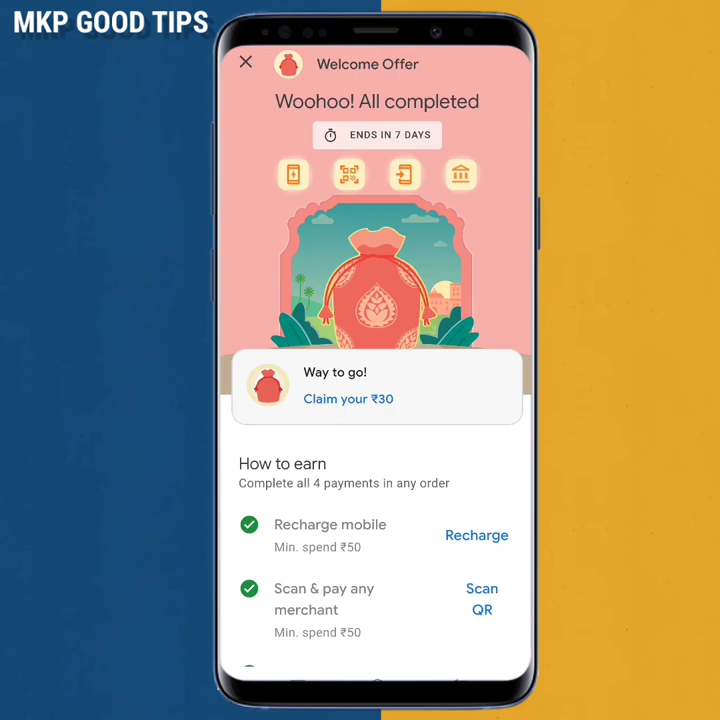 MKP GOOD TIPS
Welcome Offer
Woohoo! All completed
ENDS IN 7 DAYS
Way to go!
Claim your ₹30
How to earn
Complete all 4 payments in any order
Recharge mobile
Min. spend ₹50
Recharge
Scan & pay any
merchant
Min. spend ₹50
Scan
QR